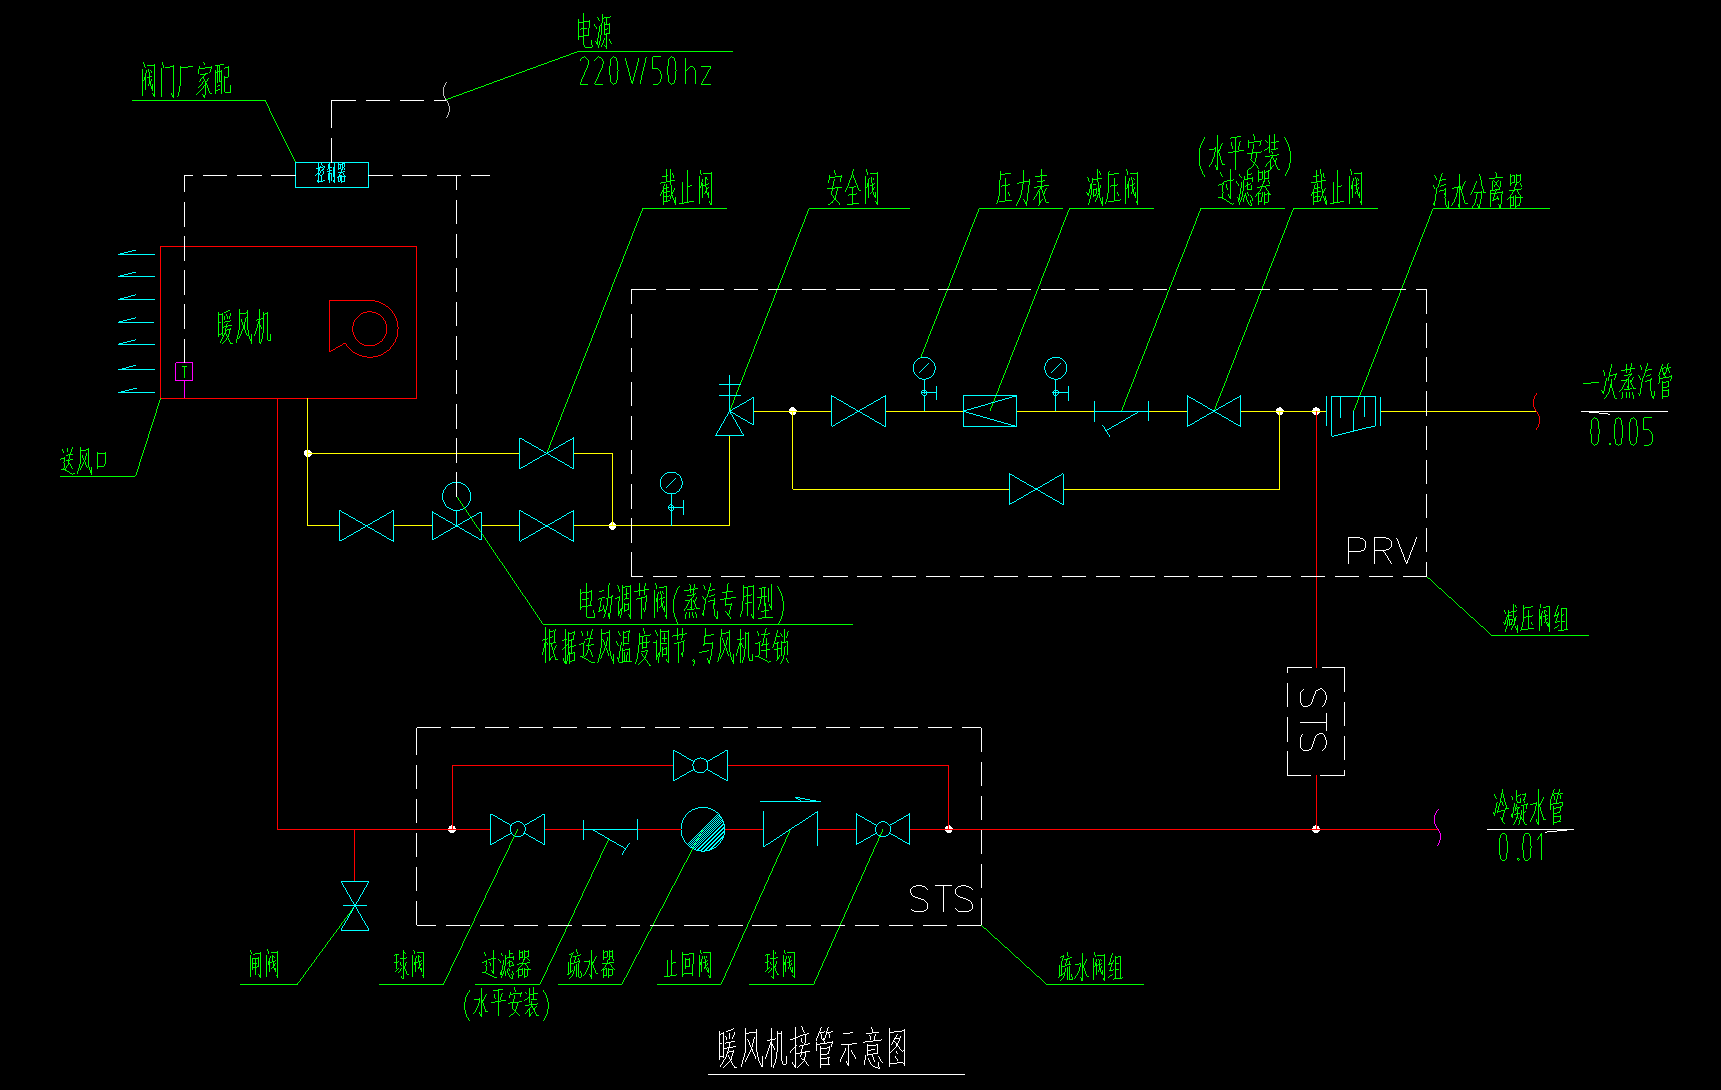 电源
220V/50hz
阀门厂家配
控制器
截止阀
安全阀
压力表
减压阀
(水平安装)
过滤器
截止阀
汽水分离器
暖风机
T
送风口
一次蒸汽管
0.005
PRV
电动调节阀(蒸汽专用型)
根据送风温度调节,与风机连锁
减压阀组
STS
冷凝水管
0.01
STS
闸阀
球阀
过滤器
(水平安装)
疏水器
止回阀
球阀
疏水阀组
暖风机接管示意图